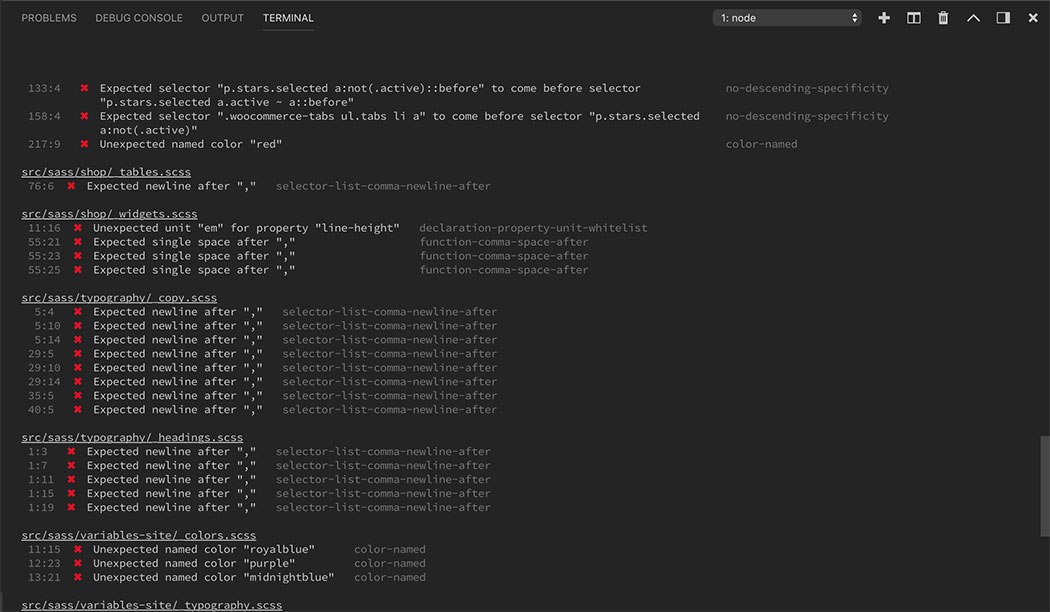 PROBLEMS DEBUG CONSOLE OUTPUT TERMINAL 1: node
133:4 ✖ Expected selector "p.stars.selected a:not(.active)::before" to come before selector no-descending-specificity
"p.stars.selected a.active ~ a::before"
158:4 ✖ Expected selector ".woocommerce-tabs ul.tabs li a" to come before selector "p.stars.selected no-descending-specificity
a:not(.active)"
217:9 ✖ Unexpected named color "red" color-named
src/sass/shop/_tables.scss
76:6 ✖ Expected newline after "," selector-list-comma-newline-after
src/sass/shop/_widgets.scss
11:16 ✖ Unexpected unit "em" for property "line-height" declaration-property-unit-whitelist
55:21 ✖ Expected single space after "," function-comma-space-after
55:23 ✖ Expected single space after "," function-comma-space-after
55:25 ✖ Expected single space after "," function-comma-space-after
src/sass/typography/_copy.scss
5:4 ✖ Expected newline after "," selector-list-comma-newline-after
5:10 ✖ Expected newline after "," selector-list-comma-newline-after
5:14 ✖ Expected newline after "," selector-list-comma-newline-after
29:5 ✖ Expected newline after "," selector-list-comma-newline-after
29:10 ✖ Expected newline after "," selector-list-comma-newline-after
29:14 ✖ Expected newline after "," selector-list-comma-newline-after
35:5 ✖ Expected newline after "," selector-list-comma-newline-after
40:5 ✖ Expected newline after "," selector-list-comma-newline-after
src/sass/typography/_headings.scss
1:3 ✖ Expected newline after "," selector-list-comma-newline-after
1:7 ✖ Expected newline after "," selector-list-comma-newline-after
1:11 ✖ Expected newline after "," selector-list-comma-newline-after
1:15 ✖ Expected newline after "," selector-list-comma-newline-after
1:19 ✖ Expected newline after "," selector-list-comma-newline-after
src/sass/variables-site/_colors.scss
11:15 ✖ Unexpected named color "royalblue" color-named
12:23 ✖ Unexpected named color "purple" color-named
13:21 ✖ Unexpected named color "midnightblue" color-named
src/sass/variables-site/_typography.scss